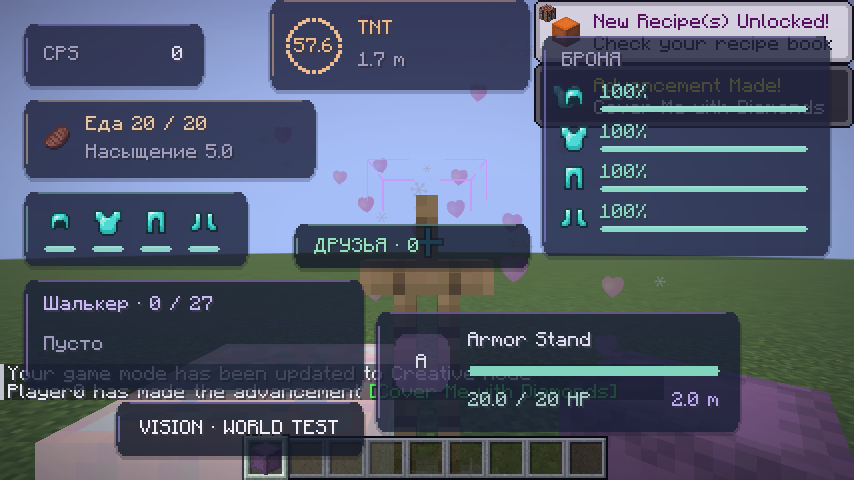 CPS 0
57.6
TNT
1.7 m
New Recipe(s) Unlocked!
Check your recipe book
БРОНЯ
Advancement Made!
Cover Me with Diamonds
100%
100%
100%
100%
Еда 20 / 20
Насыщение 5.0
ДРУЗЬЯ · 0
Шалькер · 0 / 27
Пусто
A
Armor Stand
20.0 / 20 HP 2.0 m
Your game mode has been updated to Creative Mode
Player0 has made the advancement [Cover Me with Diamonds]
VISION · WORLD TEST